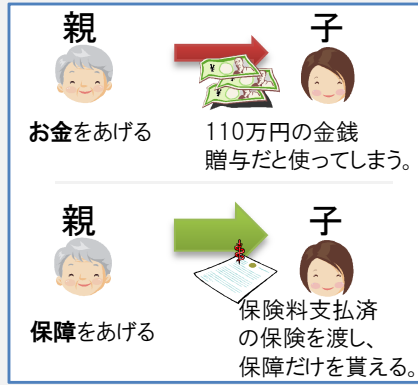 親
子
お金をあげる
110万円の金銭
贈与だと使ってしまう。
親
子
保障をあげる
保険料支払済
の保険を渡し、
保障だけを貰える。